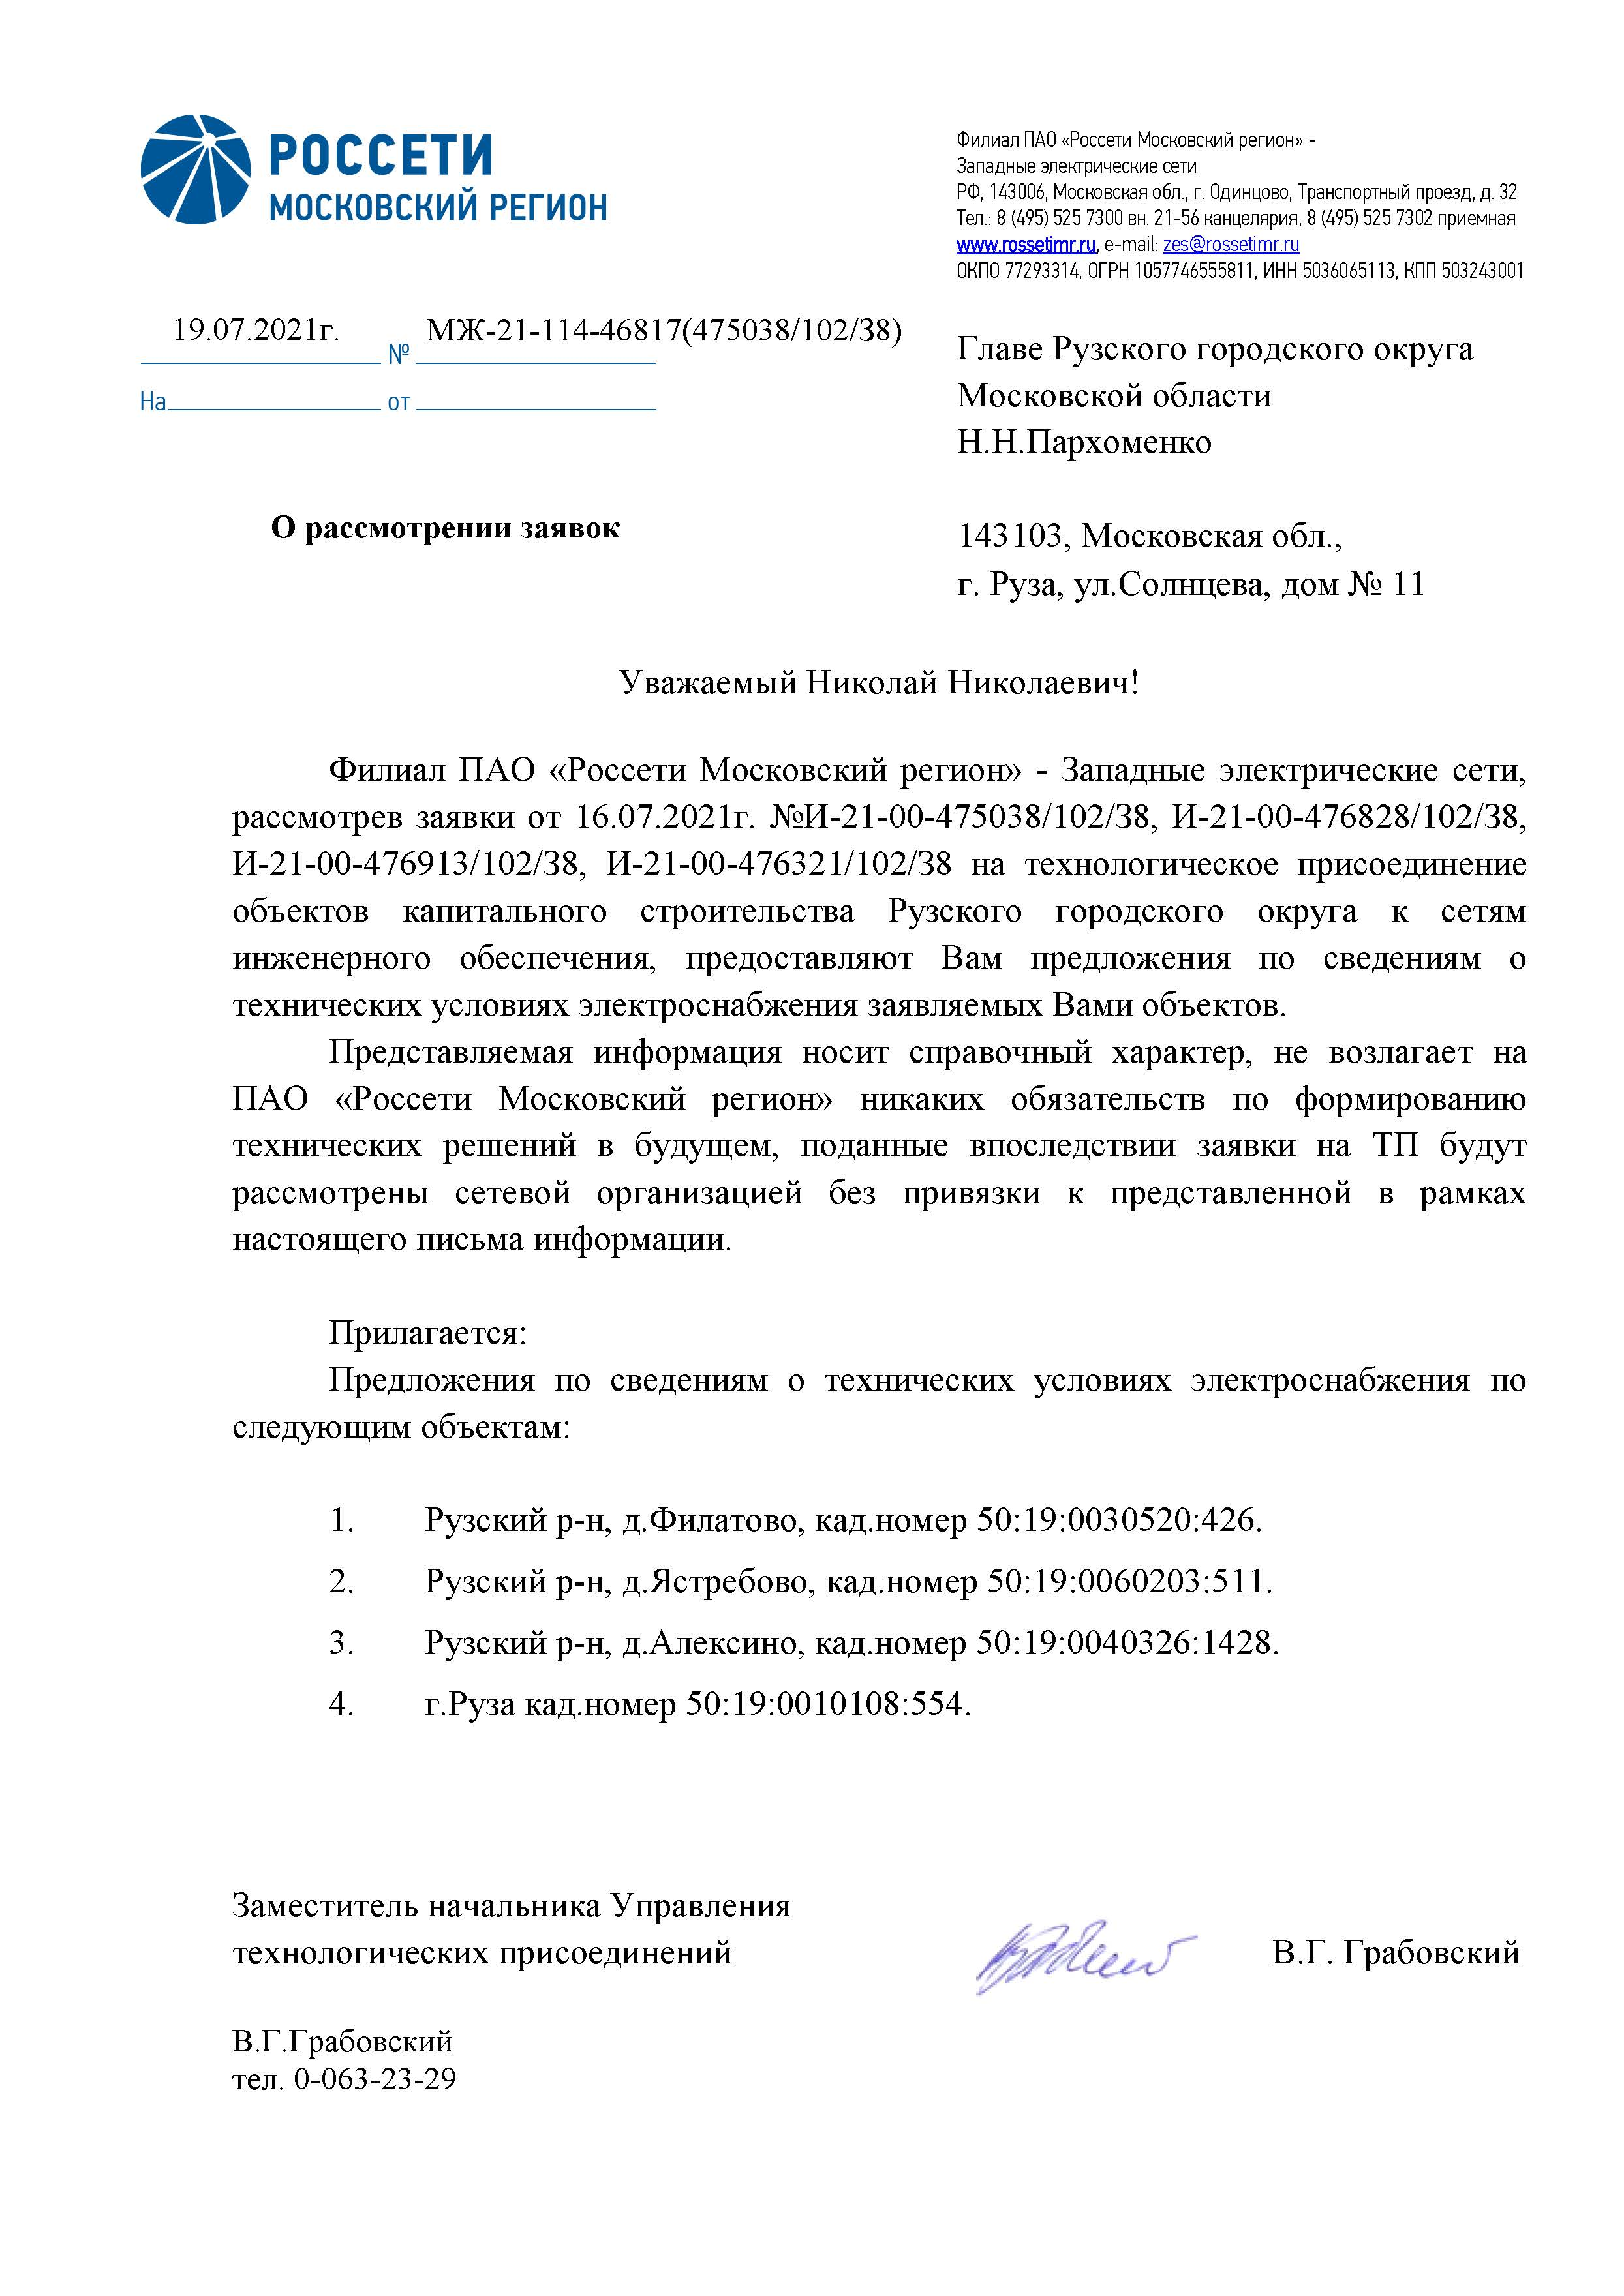 РОССЕТИ
МОСКОВСКИЙ РЕГИОН
Филиал ПАО «Россети Московский регион» -
Западные электрические сети
РФ, 143006, Московская обл., г. Одинцово, Транспортный проезд, д. 32
Тел.: 8 (495) 525 7300 вн. 21-56 канцелярия, 8 (495) 525 7302 приемная
www.rossetimr.ru, e-mail: zes@rossetimr.ru
ОКПО 77293314, ОГРН 1057746555811, ИНН 5036065113, КПП 503243001
19.07.2021г. № МЖ-21-114-46817(475038/102/З8)
На от
Главе Рузского городского округа
Московской области
Н.Н.Пархоменко
О рассмотрении заявок
143103, Московская обл.,
г. Руза, ул.Солнцева, дом № 11
Уважаемый Николай Николаевич!
Филиал ПАО «Россети Московский регион» - Западные электрические сети,
рассмотрев заявки от 16.07.2021г. №И-21-00-475038/102/З8, И-21-00-476828/102/З8,
И-21-00-476913/102/З8, И-21-00-476321/102/З8 на технологическое присоединение
объектов капитального строительства Рузского городского округа к сетям
инженерного обеспечения, предоставляют Вам предложения по сведениям о
технических условиях электроснабжения заявляемых Вами объектов.
Представляемая информация носит справочный характер, не возлагает на
ПАО «Россети Московский регион» никаких обязательств по формированию
технических решений в будущем, поданные впоследствии заявки на ТП будут
рассмотрены сетевой организацией без привязки к представленной в рамках
настоящего письма информации.
Прилагается:
Предложения по сведениям о технических условиях электроснабжения по
следующим объектам:
1. Рузский р-н, д.Филатово, кад.номер 50:19:0030520:426.
2. Рузский р-н, д.Ястребово, кад.номер 50:19:0060203:511.
3. Рузский р-н, д.Алексино, кад.номер 50:19:0040326:1428.
4. г.Руза кад.номер 50:19:0010108:554.
Заместитель начальника Управления
технологических присоединений В.Г. Грабовский
В.Г.Грабовский
тел. 0-063-23-29